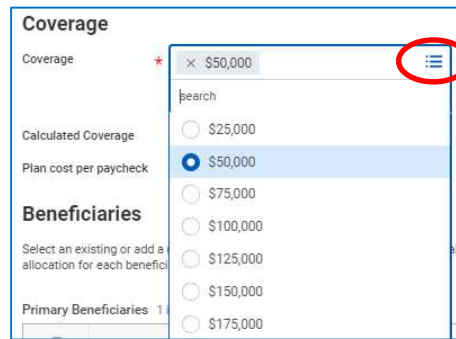 Coverage
Coverage * × $50,000
search
$25,000
Calculated Coverage
$50,000
Plan cost per paycheck
$75,000
Beneficiaries
$100,000
Select an existing or add a
allocation for each benefici
$125,000
$150,000
Primary Beneficiaries 1
$175,000